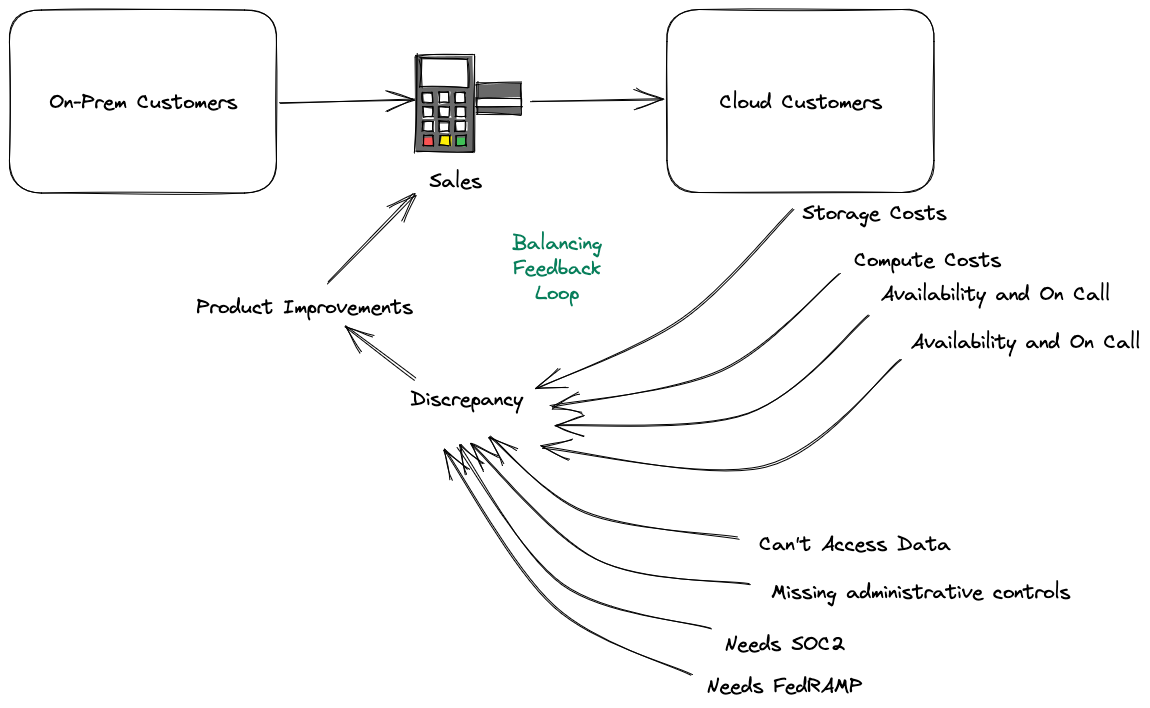 On-Prem Customers
Cloud Customers
Sales
Storage Costs
Balancing
Feedback
Loop
Compute Costs
Availability and On Call
Product Improvements
Availability and On Call
Discrepancy
Can't Access Data
Missing administrative controls
Needs SOC2
Needs FedRAMP